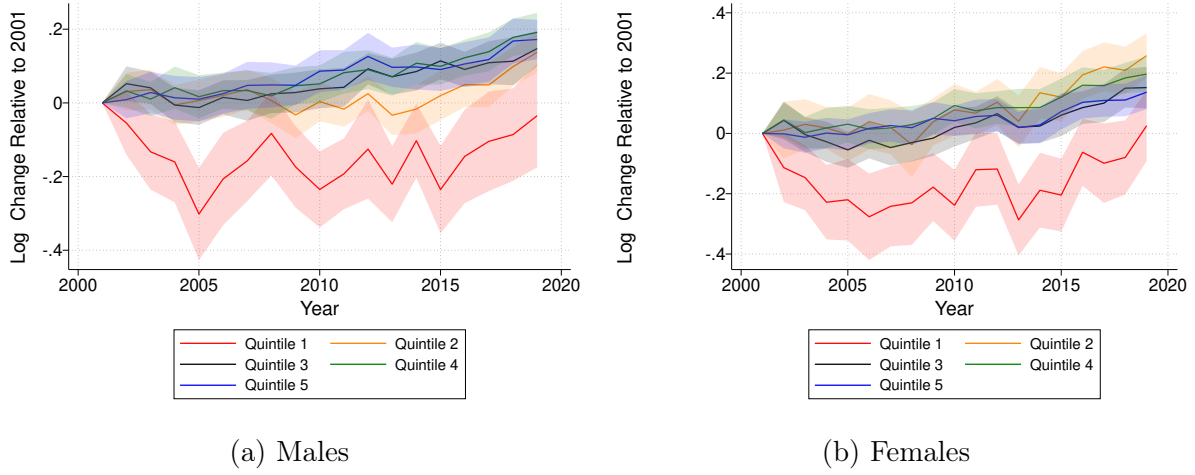 Log Change Relative to 2001
.2
0
-.2
-.4
2000 2005 2010 2015 2020
Year
Quintile 1 Quintile 2
Quintile 3 Quintile 4
Quintile 5
(a) Males
Log Change Relative to 2001
.4
.2
0
-.2
-.4
2000 2005 2010 2015 2020
Year
Quintile 1 Quintile 2
Quintile 3 Quintile 4
Quintile 5
(b) Females